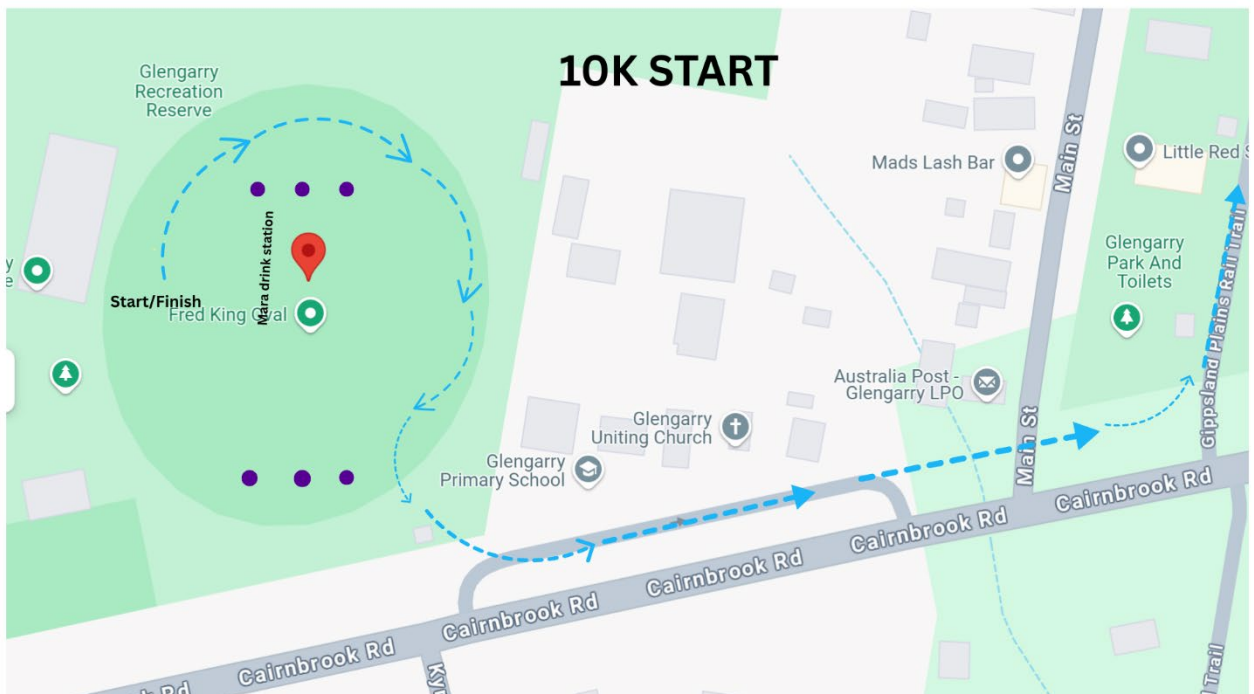 10K START
Glengarry
Recreation
Reserve
Mara drink station
Start/Finish
Fred King Oval
Mads Lash Bar
Main St
Little Red S
Glengarry
Park And
Toilets
Gippsland Plains Rail Trail
Australia Post -
Glengarry LPO
Glengarry
Uniting Church
Glengarry
Primary School
Main St
Cairnbrook Rd
Cairnbrook Rd
Cairnbrook Rd
Cairnbrook Rd
Cairnbrook Rd
Rd
Trail